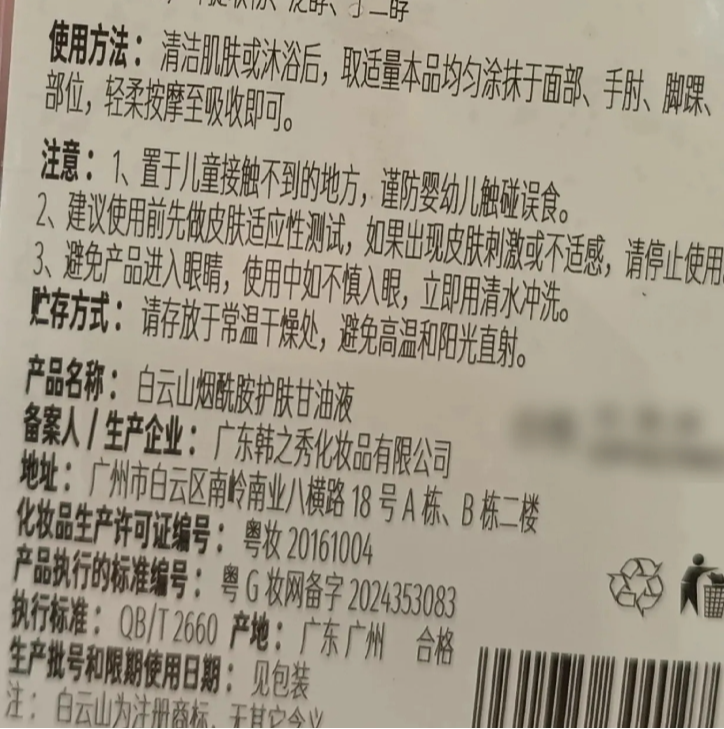 使用方法：清洁肌肤或沐浴后，取适量本品均匀涂抹于面部、手肘、脚踝、
部位，轻柔按摩至吸收即可。
注意：1、置于儿童接触不到的地方，谨防婴幼儿触碰误食。
2、建议使用前先做皮肤适应性测试，如果出现皮肤刺激或不适感，请停止使用
3、避免产品进入眼睛，使用中如不慎入眼，立即用清水冲洗。
贮存方式：请存放于常温干燥处，避免高温和阳光直射。
产品名称：白云山烟酰胺护肤甘油液
备案人/生产企业：广东韩之秀化妆品有限公司
地址：广州市白云区南岭南业八横路18号A栋、B栋二楼
化妆品生产许可证编号：粤妆20161004
产品执行的标准编号：粤G妆网备字2024353083
执行标准：QB/T 2660 产地：广东 广州 合格
生产批号和限期使用日期：见包装
注：白云山为注册商标，无其它含义